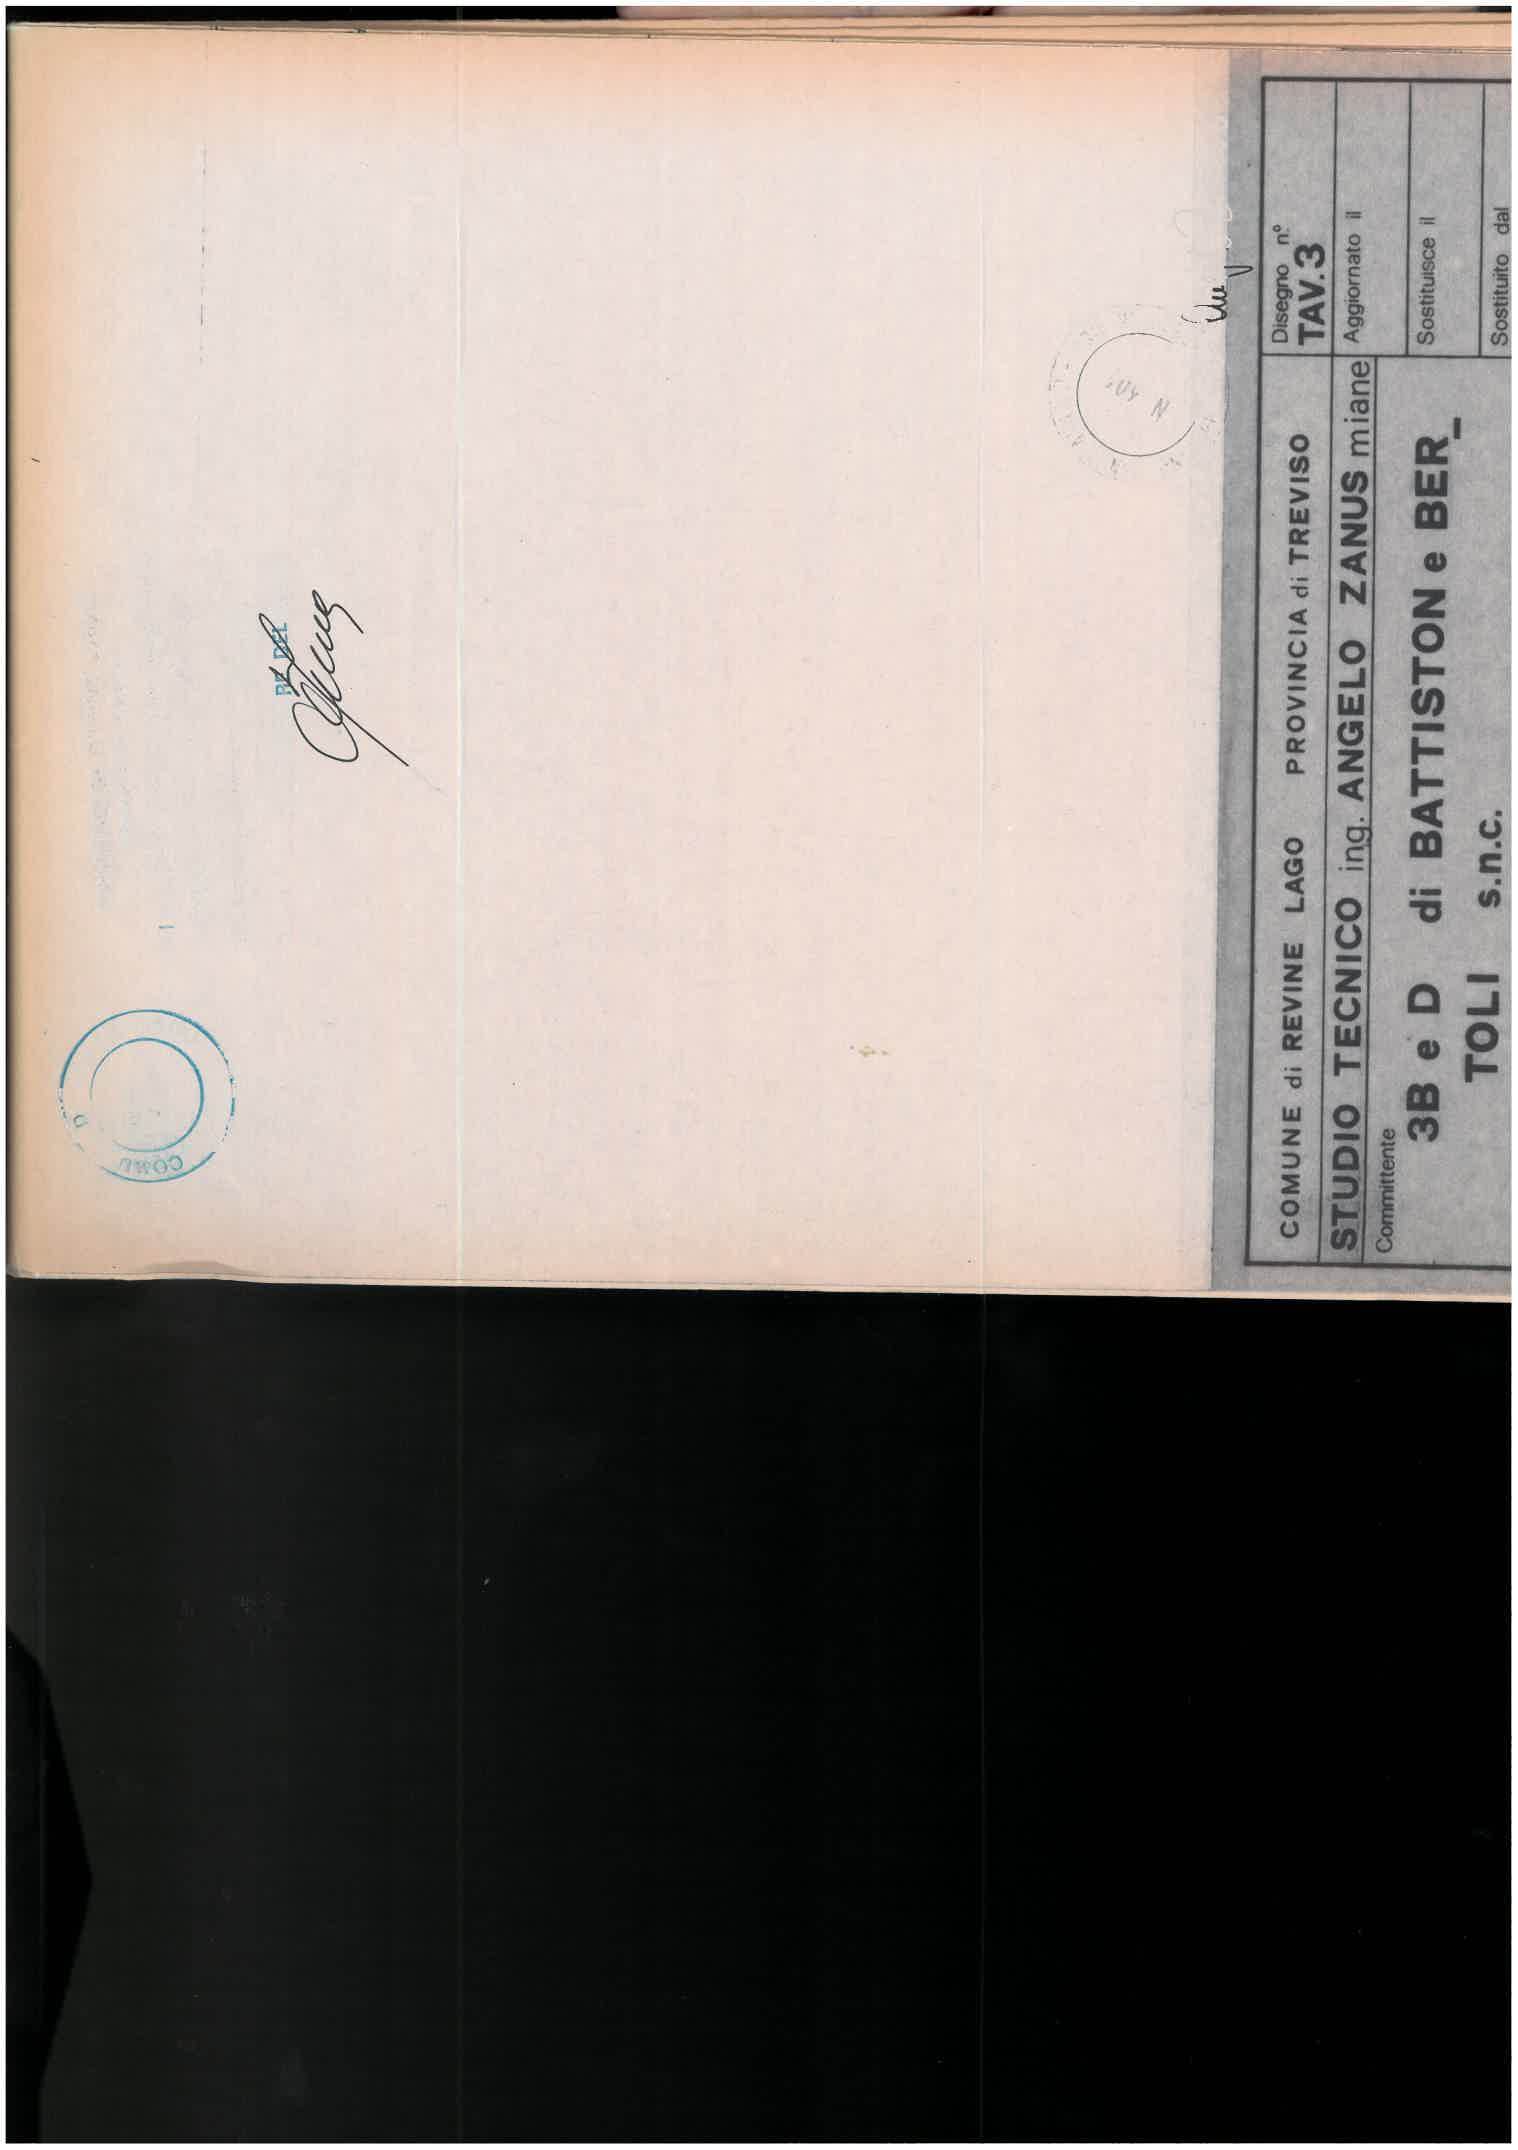 COMU
COMUNE di REVINE LAGO PROVINCIA di TREVISO
Disegno n.º
TAV.3
STUDIO TECNICO ing. ANGELO ZANUS miane
Aggiornato il
Committente
Sostituisce il
3B e D di BATTISTON e BER_
TOLI s.n.c.
Sostituito dal